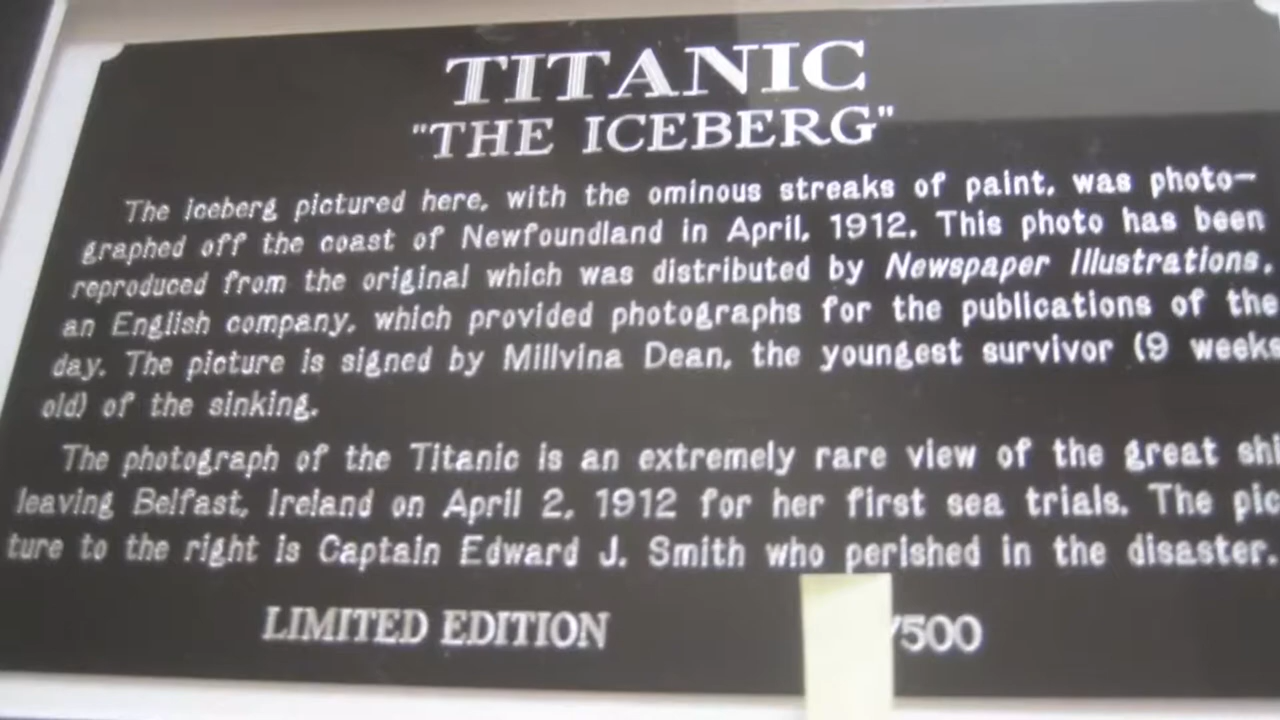 TITANIC
"THE ICEBERG"
The iceberg pictured here, with the ominous streaks of paint, was photo-
graphed off the coast of Newfoundland in April, 1912. This photo has been
reproduced from the original which was distributed by Newspaper Illustrations,
an English company, which provided photographs for the publications of the
day. The picture is signed by Millvina Dean, the youngest survivor (9 weeks
old) of the sinking.
The photograph of the Titanic is an extremely rare view of the great shi
leaving Belfast, Ireland on April 2, 1912 for her first sea trials. The pic
ture to the right is Captain Edward J. Smith who perished in the disaster.
LIMITED EDITION /500